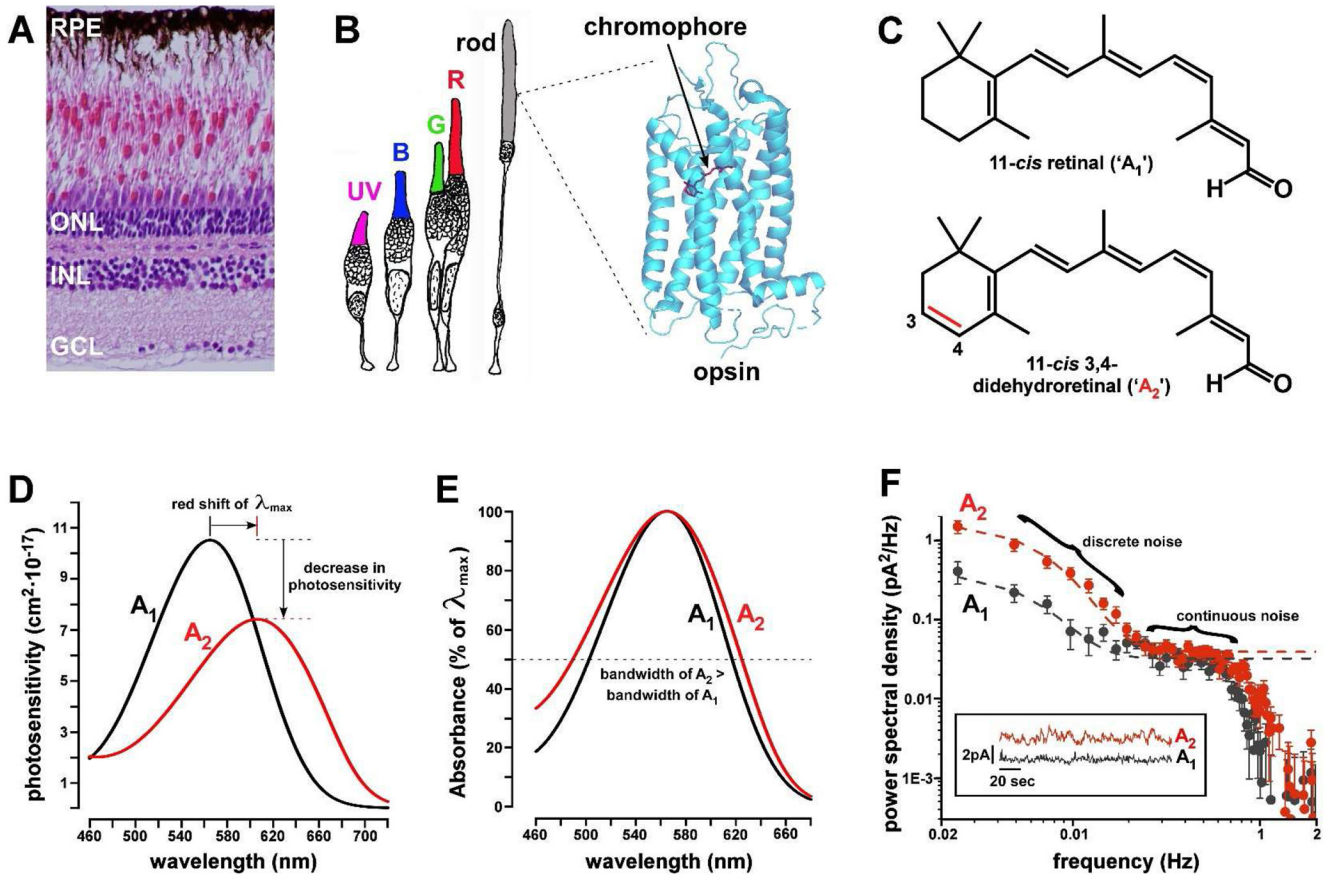 A
RPE
ONL
INL
GCL
B
UV
B
G
R
rod
chromophore
opsin
C
11-cis retinal ('A₁')
H
O
3
4
11-cis 3,4-
didehydroretinal ('A₂')
H
O
D
red shift of λmax
decrease in
photosensitivity
A₁
A₂
photosensitivity (cm²·10⁻¹⁷)
11
9
7
5
3
1
460
500
540
580
620
660
700
wavelength (nm)
E
A₁
A₂
bandwidth of A₂ >
bandwidth of A₁
Absorbance (% of λmax)
100
80
60
40
20
0
460
500
540
580
620
660
wavelength (nm)
F
A₂
discrete noise
A₁
continuous noise
power spectral density (pA²/Hz)
1
0.1
0.01
1E-3
2pA
A₂
A₁
20 sec
0.02
0.01
1
2
frequency (Hz)